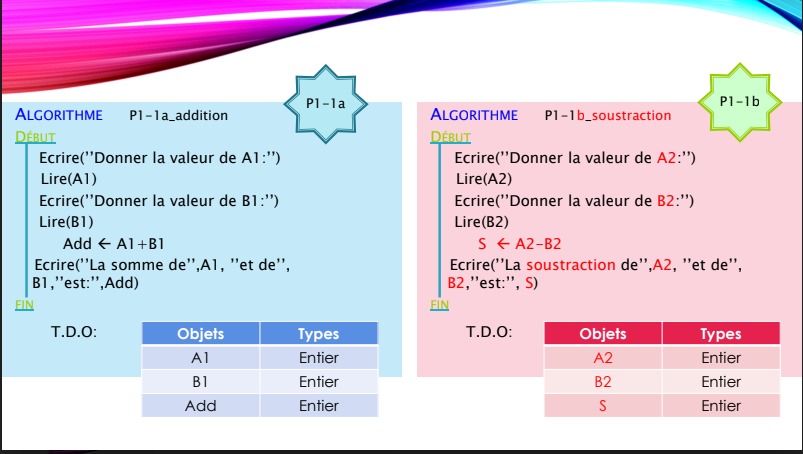 P1-1a
ALGORITHME P1-1a_addition
DÉBUT
Ecrire(''Donner la valeur de A1:'')
Lire(A1)
Ecrire(''Donner la valeur de B1:'')
Lire(B1)
Add ← A1+B1
Ecrire(''La somme de'',A1, ''et de'',
B1,''est:'',Add)
FIN
T.D.O:
Objets Types
A1 Entier
B1 Entier
Add Entier
P1-1b
ALGORITHME P1-1b_soustraction
DÉBUT
Ecrire(''Donner la valeur de A2:'')
Lire(A2)
Ecrire(''Donner la valeur de B2:'')
Lire(B2)
S ← A2-B2
Ecrire(''La soustraction de'',A2, ''et de'',
B2,''est:'', S)
FIN
T.D.O:
Objets Types
A2 Entier
B2 Entier
S Entier